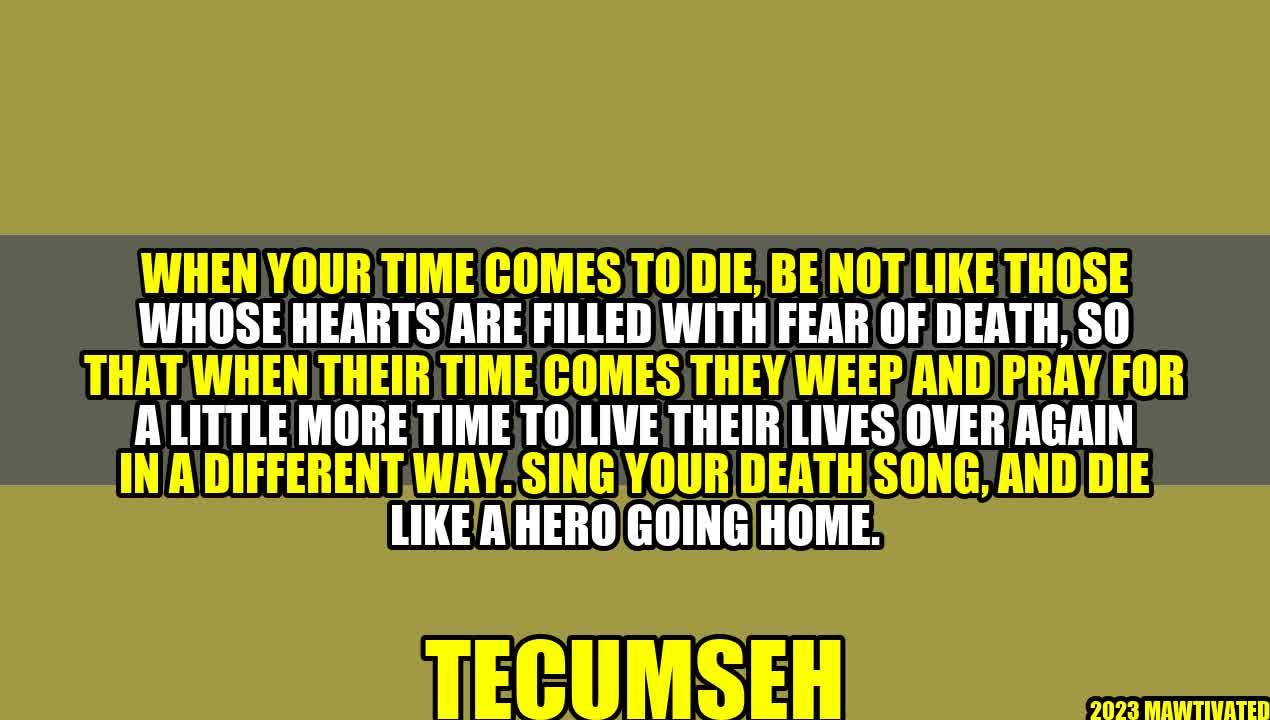 WHEN YOUR TIME COMES TO DIE, BE NOT LIKE THOSE
WHOSE HEARTS ARE FILLED WITH FEAR OF DEATH, SO
THAT WHEN THEIR TIME COMES THEY WEEP AND PRAY FOR
A LITTLE MORE TIME TO LIVE THEIR LIVES OVER AGAIN
IN A DIFFERENT WAY. SING YOUR DEATH SONG, AND DIE
LIKE A HERO GOING HOME.
TECUMSEH
2023 MAWTIVATED